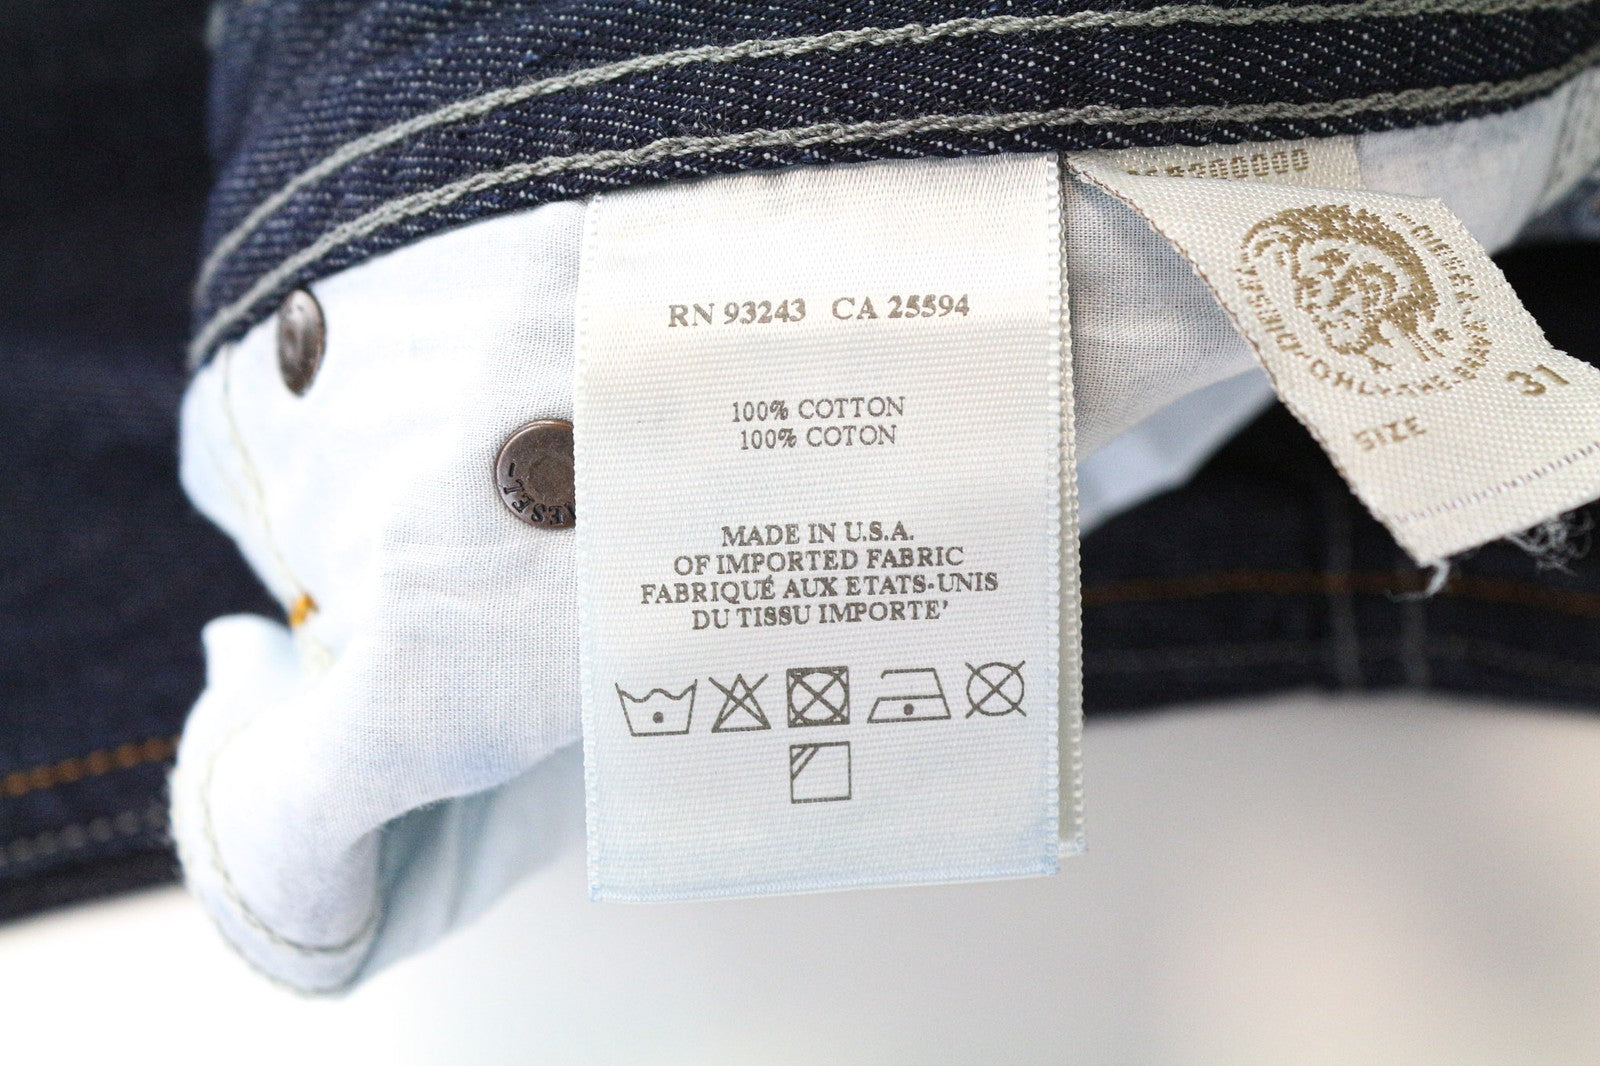 RN 93243 CA 25594
100% COTTON
100% COTON
MADE IN U.S.A.
OF IMPORTED FABRIC
FABRIQUÉ AUX ETATS-UNIS
DU TISSU IMPORTE'
SIZE 31